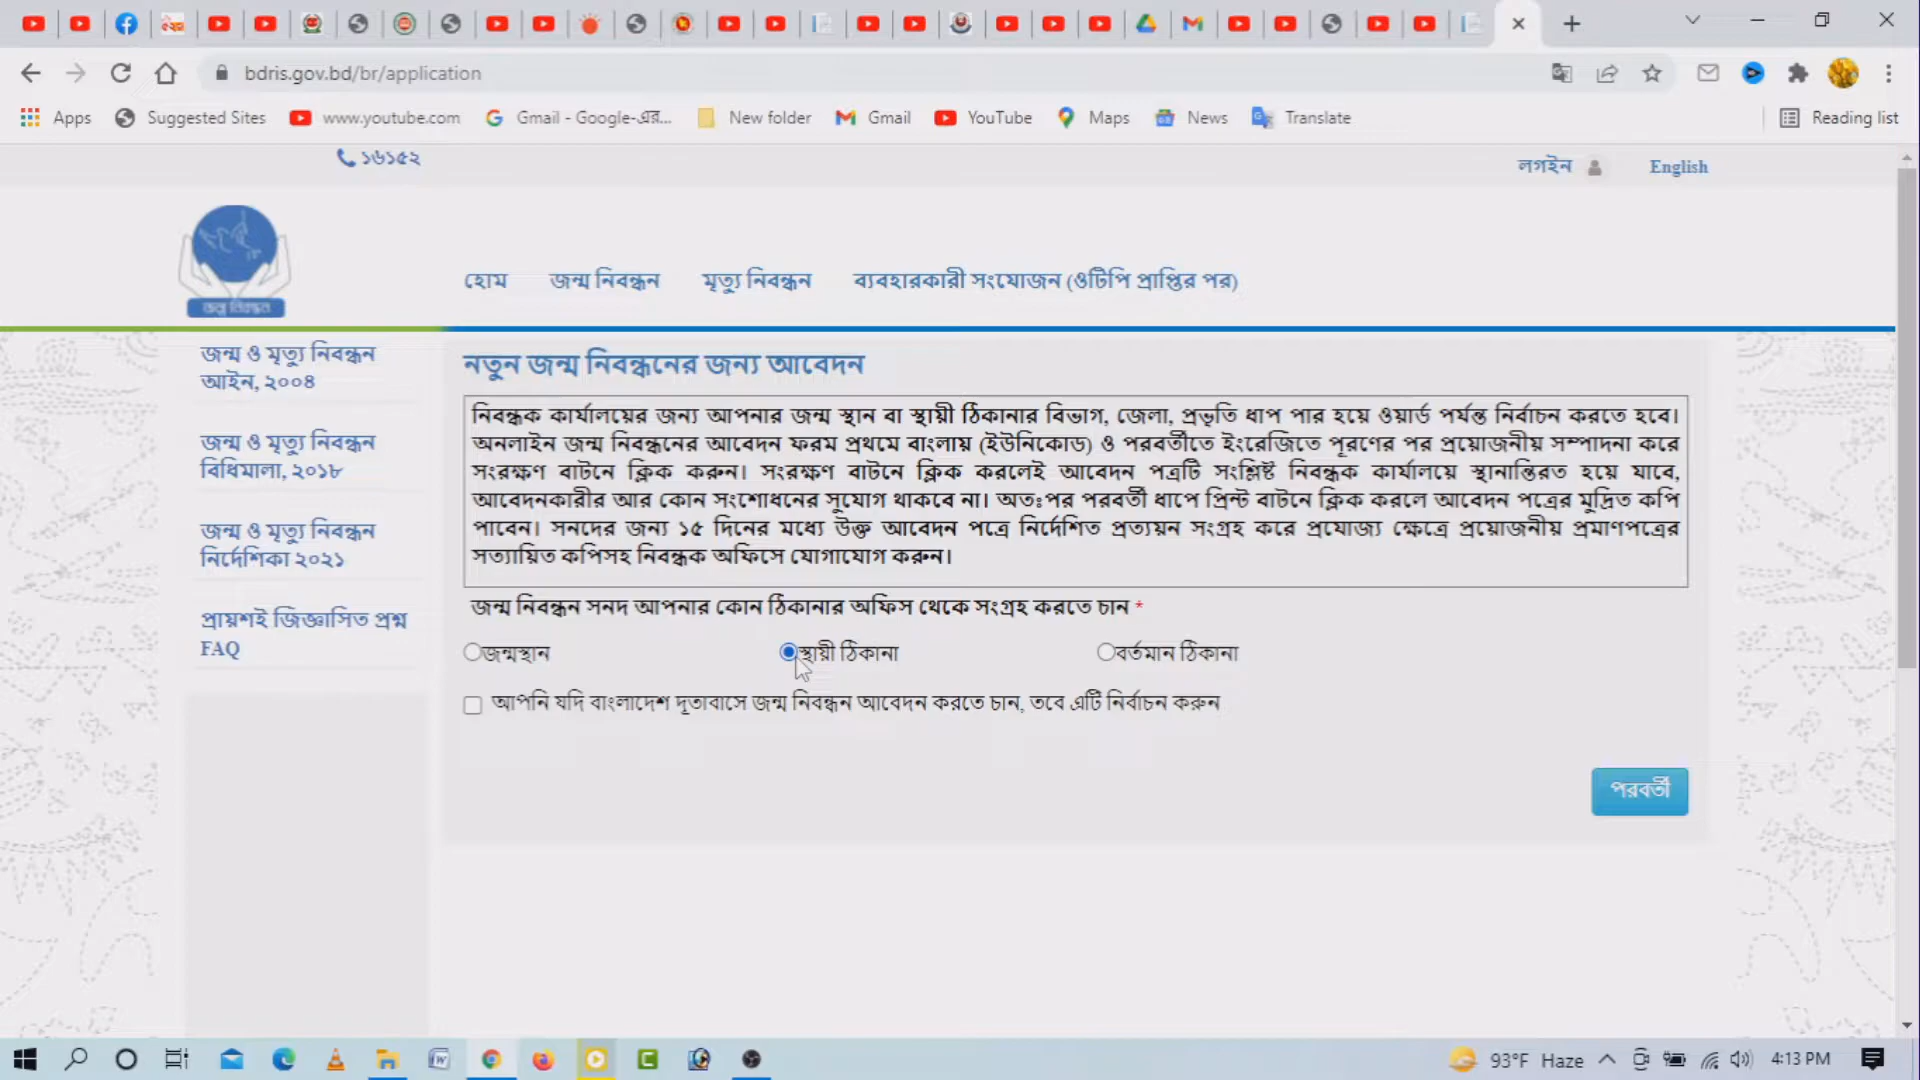 bdris.gov.bd/br/application
Apps Suggested Sites www.youtube.com Gmail - Google-এর... New folder Gmail YouTube Maps News Translate Reading list
১৬১৫২ লগইন English
জন্ম নিবন্ধন
হোম জন্ম নিবন্ধন মৃত্যু নিবন্ধন ব্যবহারকারী সংযোজন (ওটিপি প্রাপ্তির পর)
জন্ম ও মৃত্যু নিবন্ধন
আইন, ২০০৪
জন্ম ও মৃত্যু নিবন্ধন
বিধিমালা, ২০১৮
জন্ম ও মৃত্যু নিবন্ধন
নির্দেশিকা ২০২১
প্রায়শই জিজ্ঞাসিত প্রশ্ন
FAQ
নতুন জন্ম নিবন্ধনের জন্য আবেদন
নিবন্ধক কার্যালয়ের জন্য আপনার জন্ম স্থান বা স্থায়ী ঠিকানার বিভাগ, জেলা, প্রভৃতি ধাপ পার হয়ে ওয়ার্ড পর্যন্ত নির্বাচন করতে হবে।
অনলাইন জন্ম নিবন্ধনের আবেদন ফরম প্রথমে বাংলায় (ইউনিকোড) ও পরবর্তীতে ইংরেজিতে পূরণের পর প্রয়োজনীয় সম্পাদনা করে
সংরক্ষণ বাটনে ক্লিক করুন। সংরক্ষণ বাটনে ক্লিক করলেই আবেদন পত্রটি সংশ্লিষ্ট নিবন্ধক কার্যালয়ে স্থানান্তিরত হয়ে যাবে,
আবেদনকারীর আর কোন সংশোধনের সুযোগ থাকবে না। অতঃপর পরবর্তী ধাপে প্রিন্ট বাটনে ক্লিক করলে আবেদন পত্রের মুদ্রিত কপি
পাবেন। সনদের জন্য ১৫ দিনের মধ্যে উক্ত আবেদন পত্রে নির্দেশিত প্রত্যয়ন সংগ্রহ করে প্রযোজ্য ক্ষেত্রে প্রয়োজনীয় প্রমাণপত্রের
সত্যায়িত কপিসহ নিবন্ধক অফিসে যোগাযোগ করুন।
জন্ম নিবন্ধন সনদ আপনার কোন ঠিকানার অফিস থেকে সংগ্রহ করতে চান *
জন্মস্থান স্থায়ী ঠিকানা বর্তমান ঠিকানা
আপনি যদি বাংলাদেশ দূতাবাসে জন্ম নিবন্ধন আবেদন করতে চান, তবে এটি নির্বাচন করুন
পরবর্তী
93°F Haze 4:13 PM